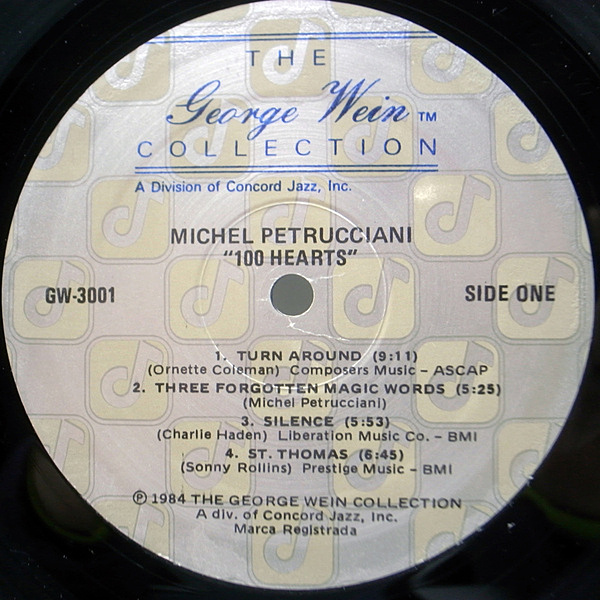 THE
George Wein ™
COLLECTION
A Division of Concord Jazz, Inc.
MICHEL PETRUCCIANI
“100 HEARTS”
GW-3001
SIDE ONE
1. TURN AROUND (9:11)
(Ornette Coleman) Composers Music – ASCAP
2. THREE FORGOTTEN MAGIC WORDS (5:25)
(Michel Petrucciani)
3. SILENCE (5:53)
(Charlie Haden) Liberation Music Co. – BMI
4. ST. THOMAS (6:45)
(Sonny Rollins) Prestige Music – BMI
℗ 1984 THE GEORGE WEIN COLLECTION
A div. of Concord Jazz, Inc.
Marca Registrada